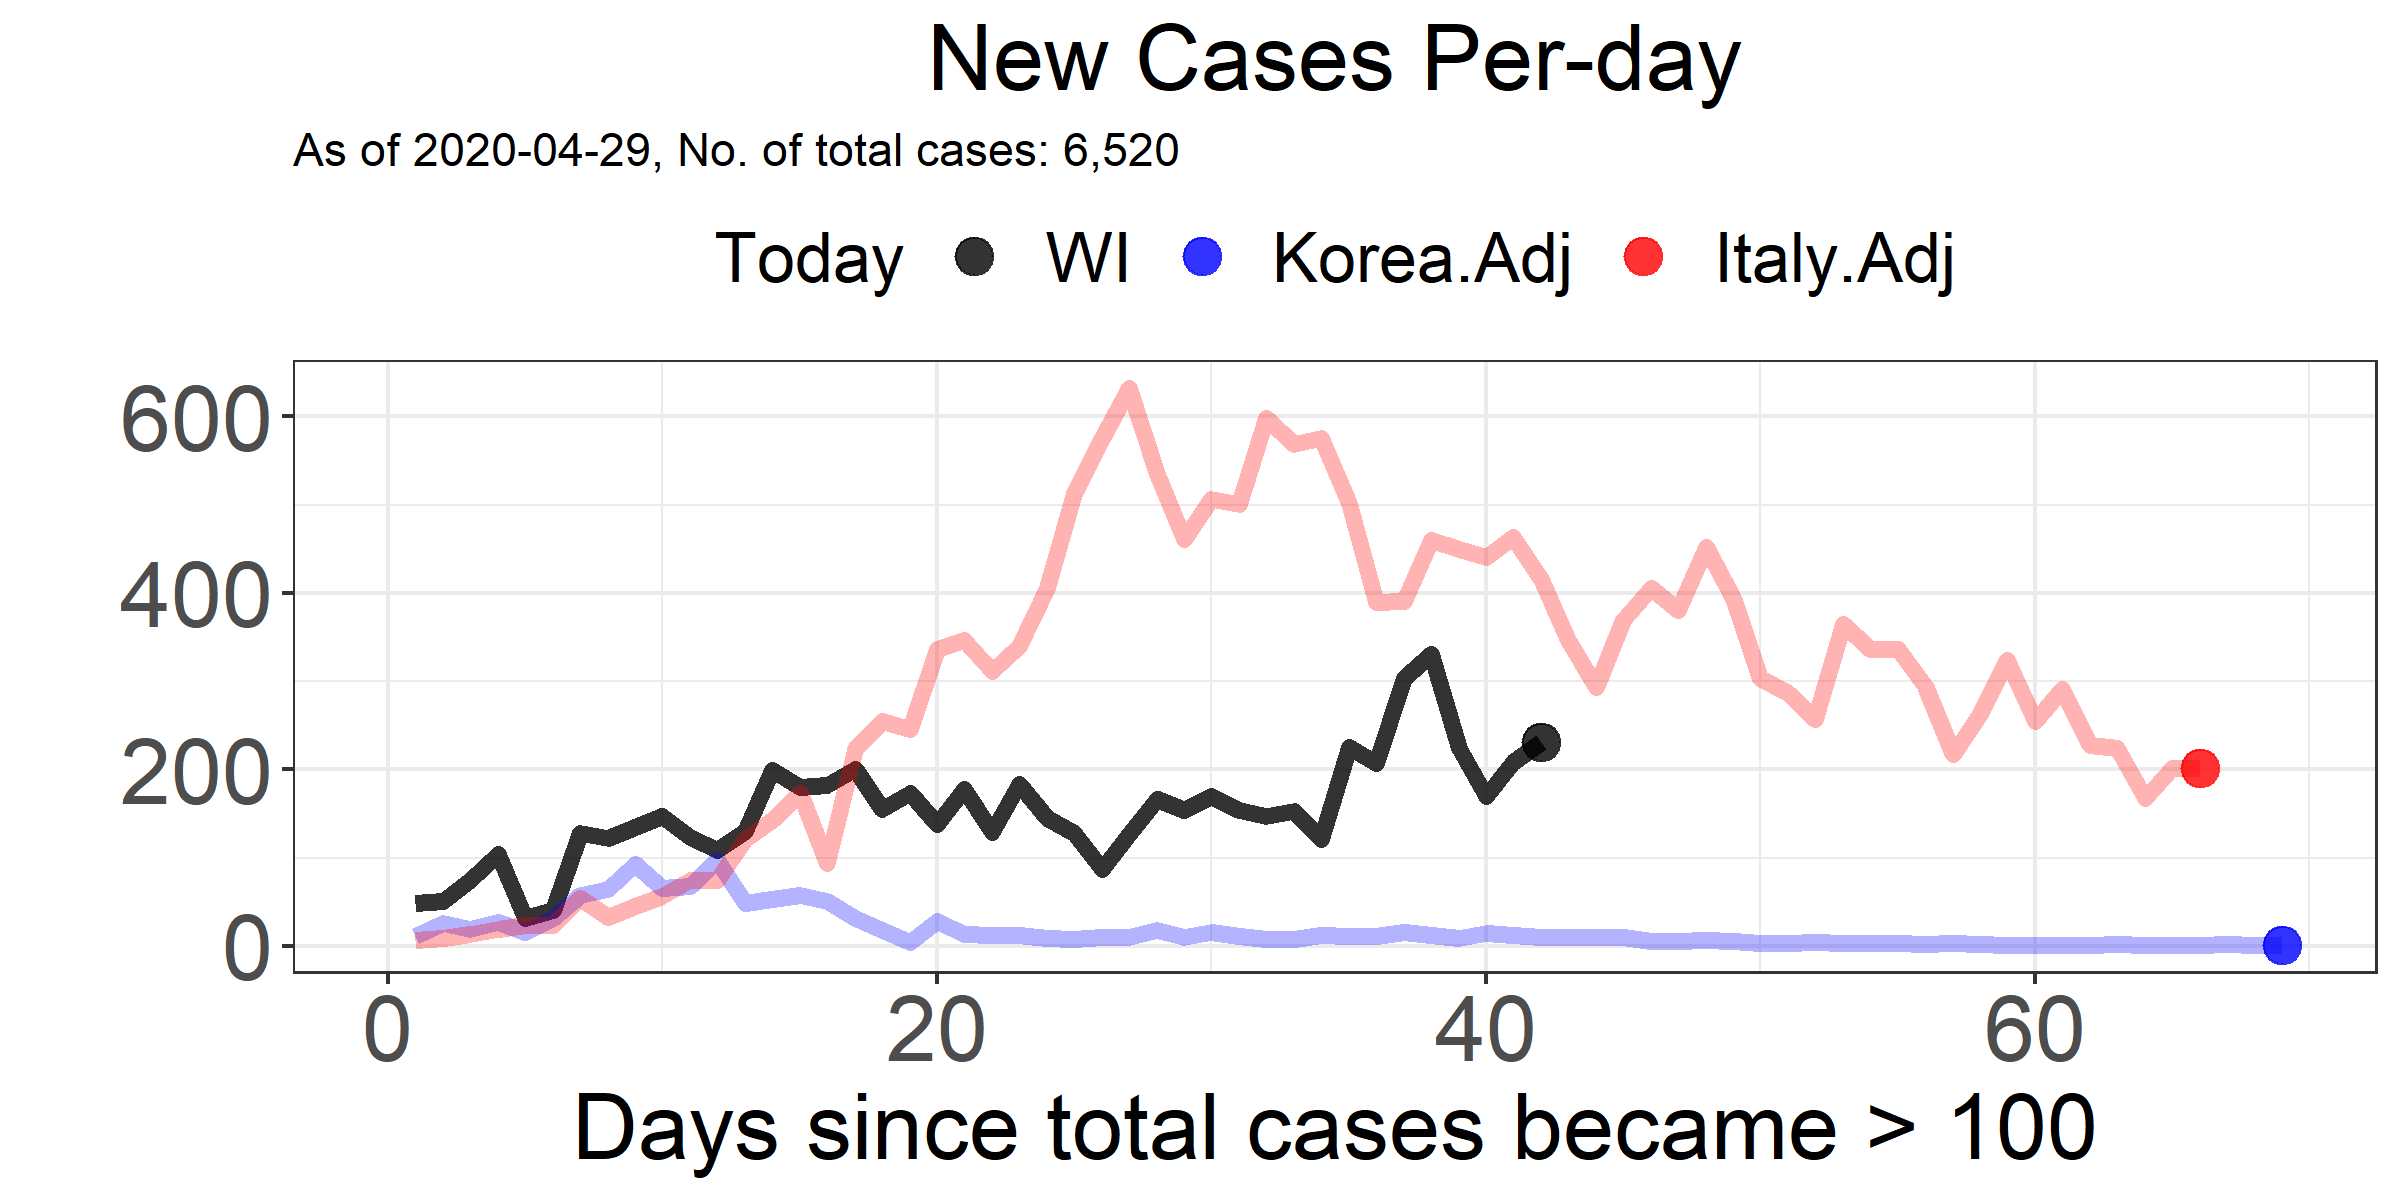 New Cases Per-day
As of 2020-04-29, No. of total cases: 6,520
Today WI Korea.Adj Italy.Adj
600
400
200
0
0 20 40 60
Days since total cases became > 100